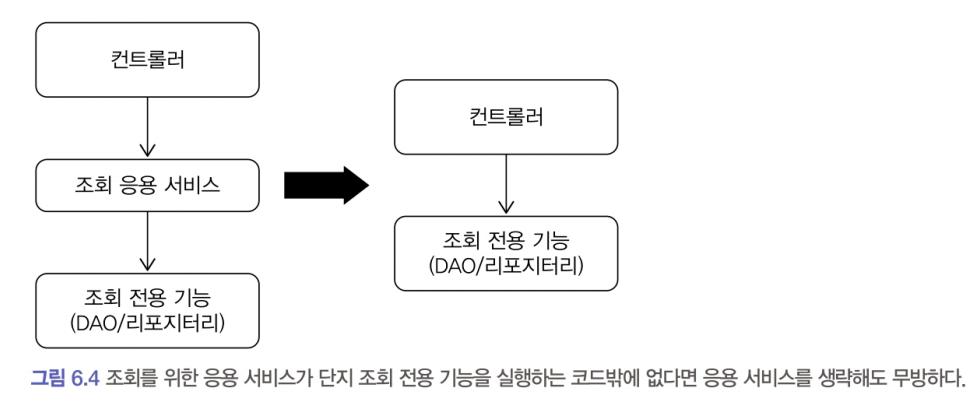 컨트롤러
조회 응용 서비스
조회 전용 기능
(DAO/리포지터리)
컨트롤러
조회 전용 기능
(DAO/리포지터리)
그림 6.4 조회를 위한 응용 서비스가 단지 조회 전용 기능을 실행하는 코드밖에 없다면 응용 서비스를 생략해도 무방하다.